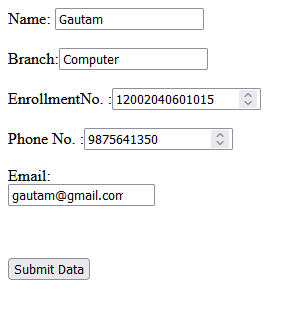 Name: Gautam
Branch: Computer
EnrollmentNo. : 12002040601015
Phone No. : 9875641350
Email:
gautam@gmail.com
Submit Data